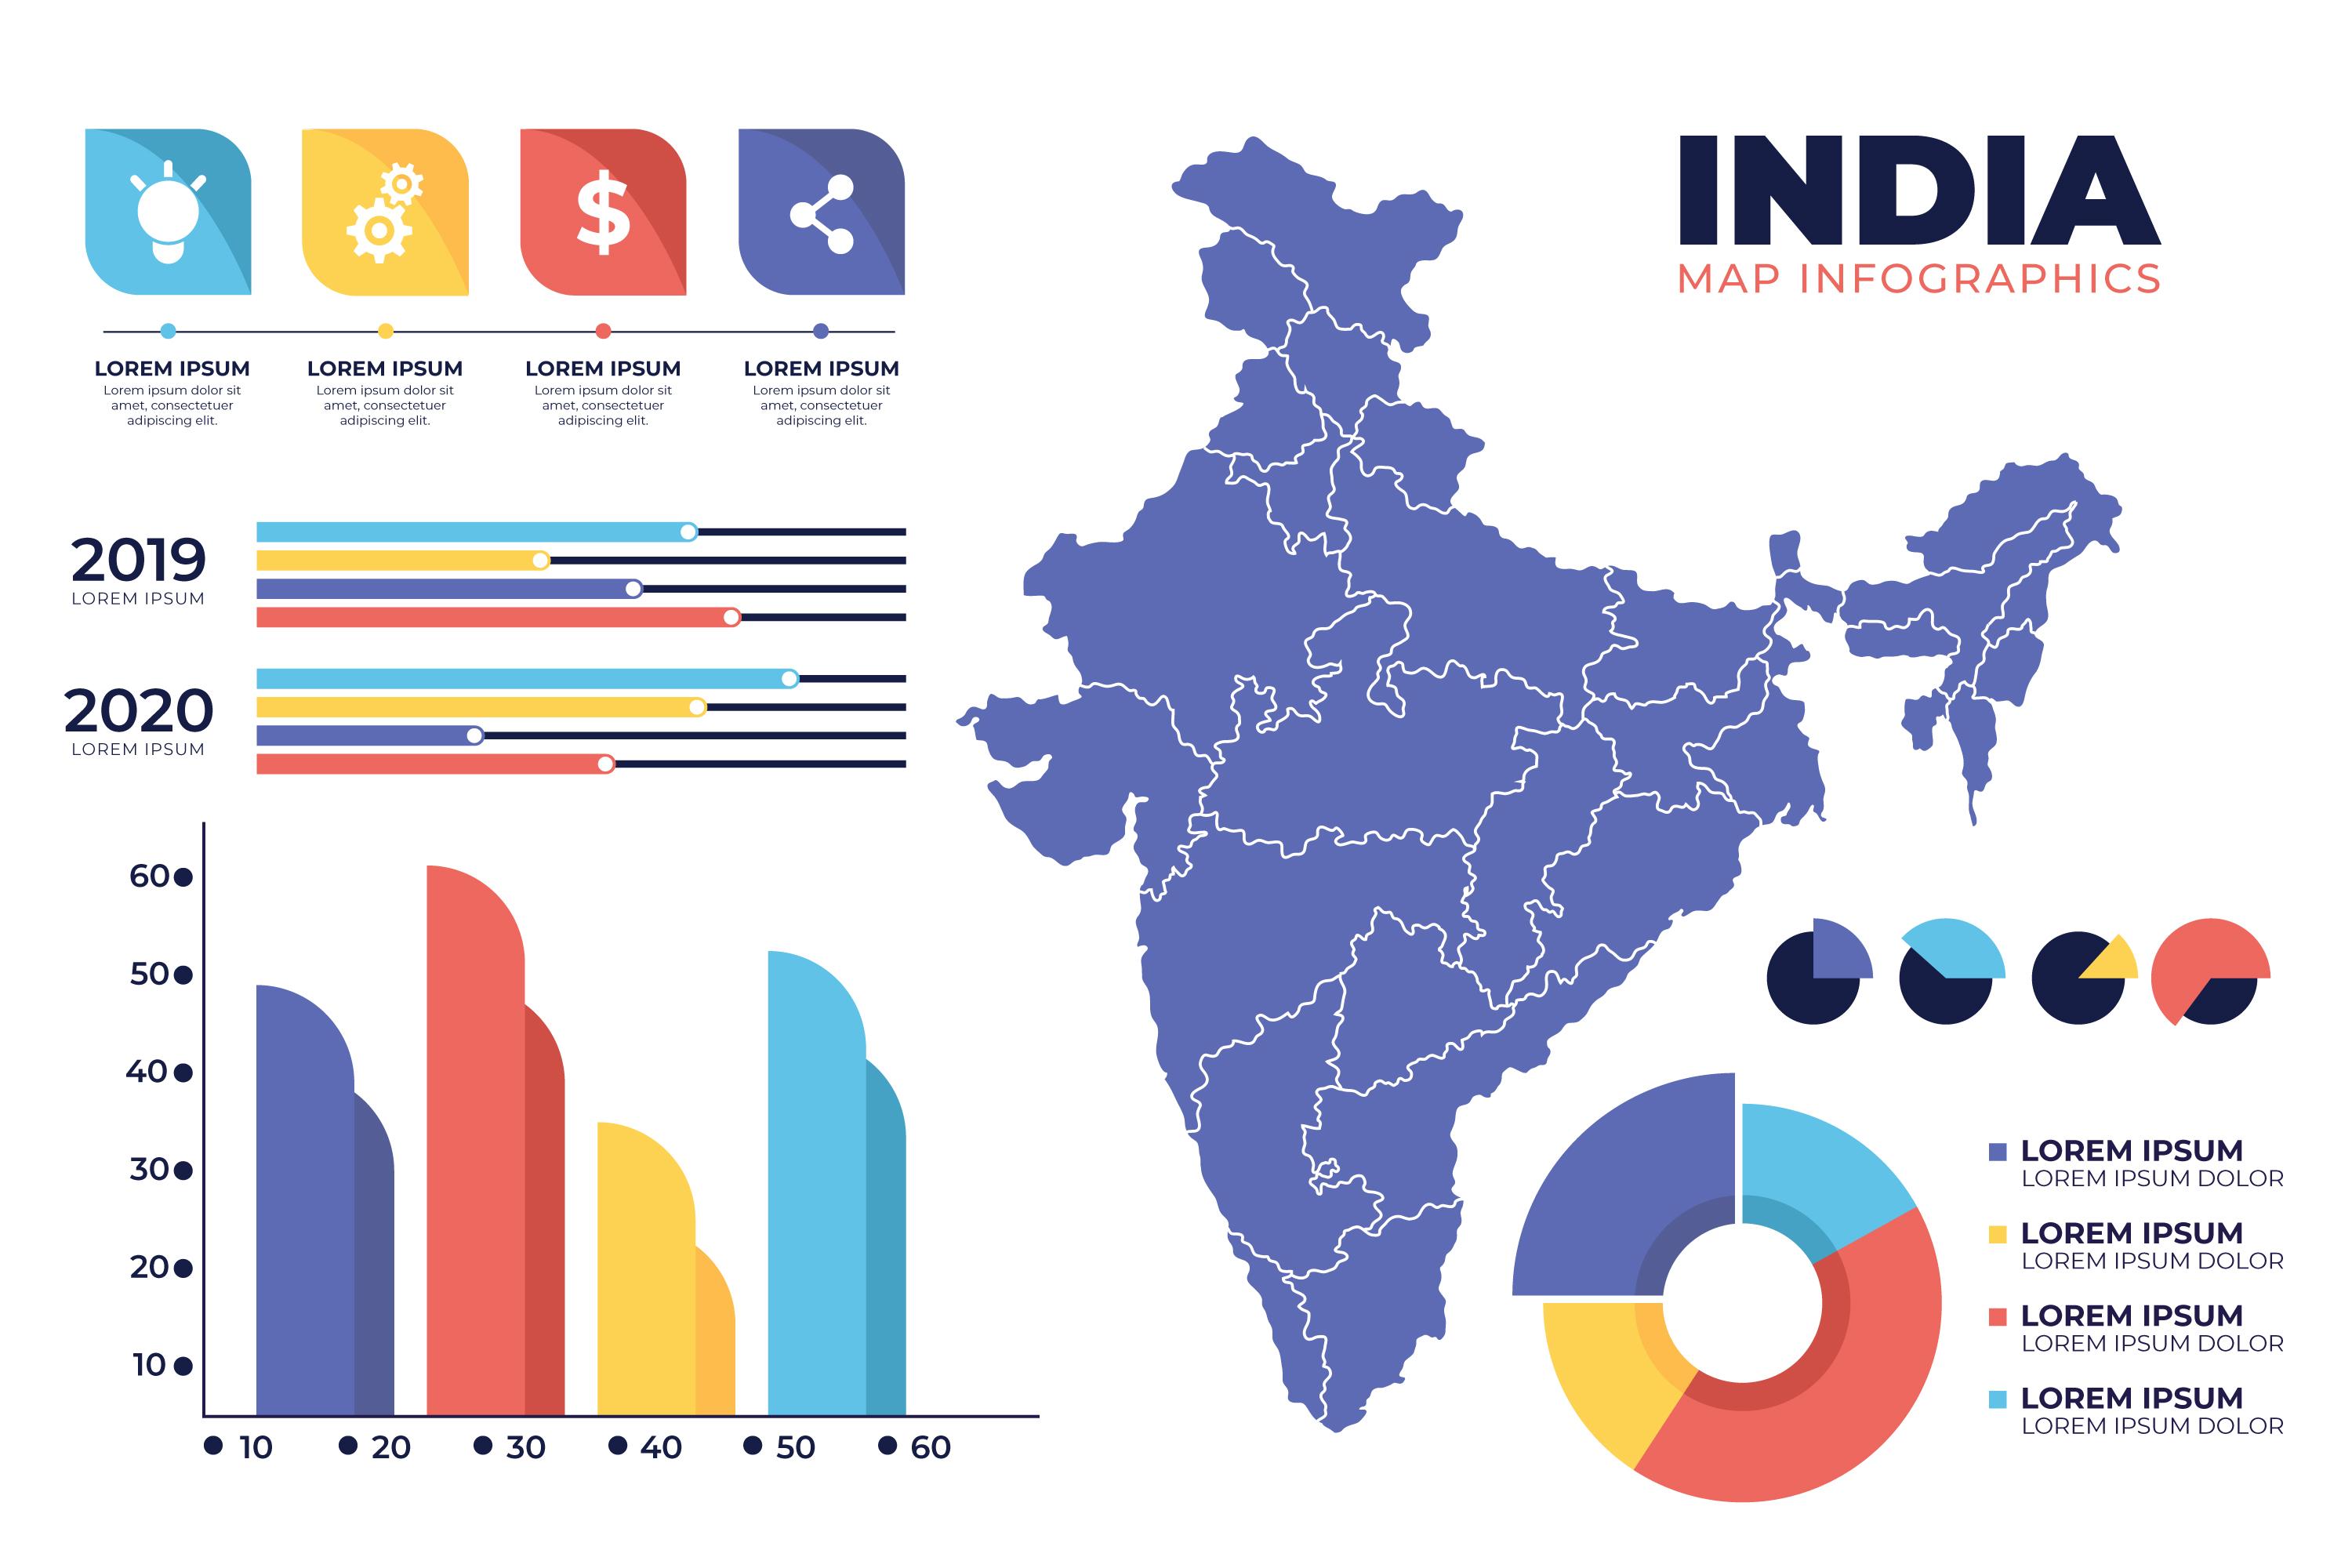 INDIA
MAP INFOGRAPHICS
LOREM IPSUM
Lorem ipsum dolor sit
amet, consectetuer
adipiscing elit.
LOREM IPSUM
Lorem ipsum dolor sit
amet, consectetuer
adipiscing elit.
LOREM IPSUM
Lorem ipsum dolor sit
amet, consectetuer
adipiscing elit.
LOREM IPSUM
Lorem ipsum dolor sit
amet, consectetuer
adipiscing elit.
2019
LOREM IPSUM
2020
LOREM IPSUM
60
50
40
30
20
10
10 20 30 40 50 60
LOREM IPSUM
LOREM IPSUM DOLOR
LOREM IPSUM
LOREM IPSUM DOLOR
LOREM IPSUM
LOREM IPSUM DOLOR
LOREM IPSUM
LOREM IPSUM DOLOR